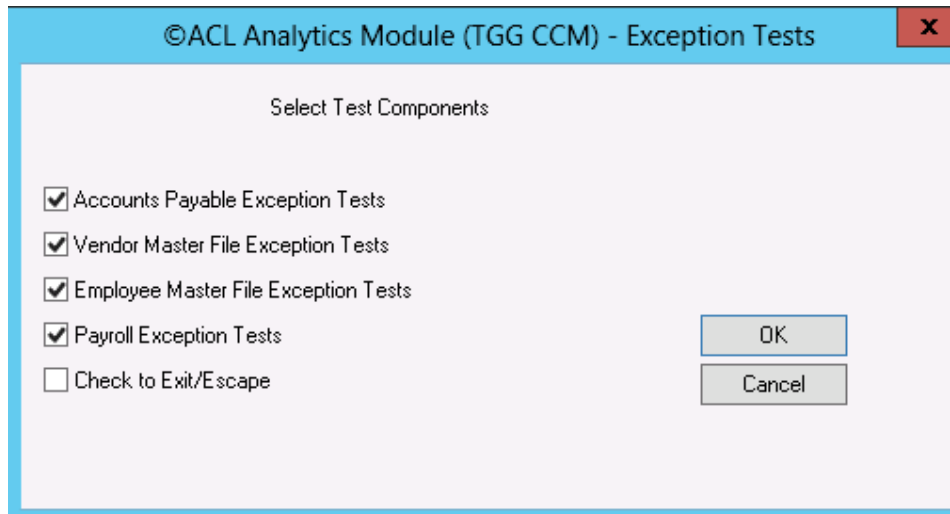 ©ACL Analytics Module (TGG CCM) - Exception Tests
x
Select Test Components
Accounts Payable Exception Tests
Vendor Master File Exception Tests
Employee Master File Exception Tests
Payroll Exception Tests
OK
Check to Exit/Escape
Cancel